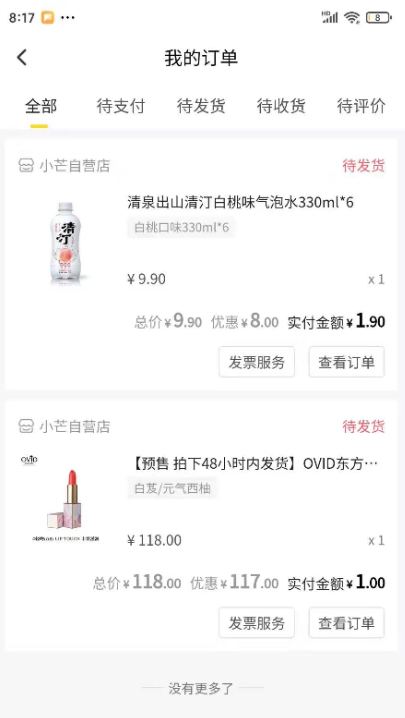 8:17
HD
8
我的订单
全部
待支付
待发货
待收货
待评价
小芒自营店
待发货
清汀
清泉出山清汀白桃味气泡水330ml*6
白桃口味330ml*6
¥ 9.90
x 1
总价¥9.90 优惠¥8.00 实付金额¥1.90
发票服务
查看订单
小芒自营店
待发货
OVID
【预售 拍下48小时内发货】OVID东方…
白芨/元气西柚
¥ 118.00
x 1
总价¥118.00 优惠¥117.00 实付金额¥1.00
发票服务
查看订单
没有更多了